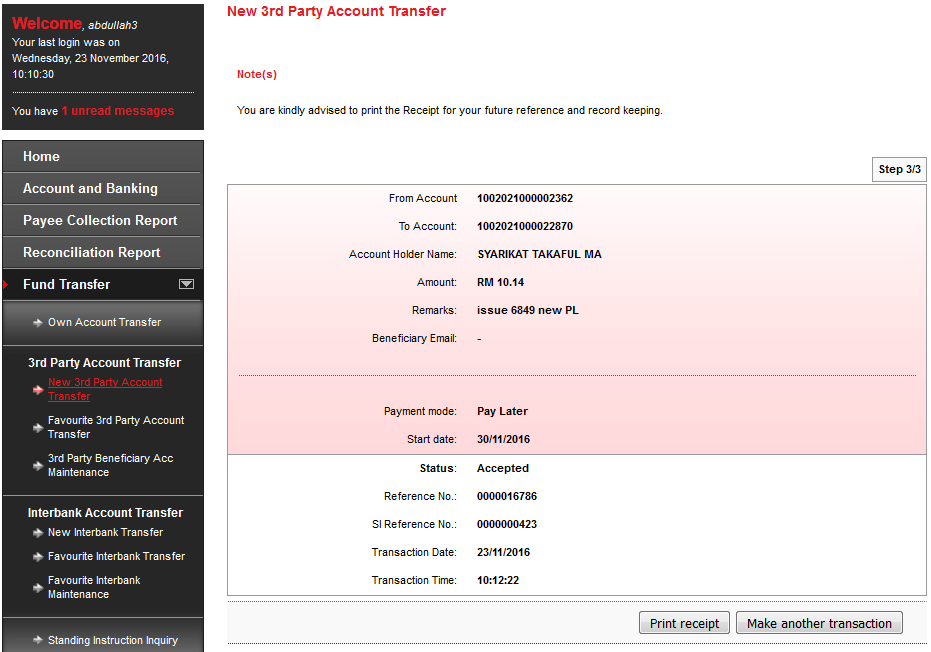 Welcome, abdullah3
Your last login was on
Wednesday, 23 November 2016,
10:10:30
You have 1 unread messages
Home
Account and Banking
Payee Collection Report
Reconciliation Report
Fund Transfer
Own Account Transfer
3rd Party Account Transfer
New 3rd Party Account
Transfer
Favourite 3rd Party Account
Transfer
3rd Party Beneficiary Acc
Maintenance
Interbank Account Transfer
New Interbank Transfer
Favourite Interbank Transfer
Favourite Interbank
Maintenance
Standing Instruction Inquiry
New 3rd Party Account Transfer
Note(s)
You are kindly advised to print the Receipt for your future reference and record keeping.
Step 3/3
From Account 1002021000002362
To Account: 1002021000022870
Account Holder Name: SYARIKAT TAKAFUL MA
Amount: RM 10.14
Remarks: issue 6849 new PL
Beneficiary Email: -
Payment mode: Pay Later
Start date: 30/11/2016
Status: Accepted
Reference No.: 0000016786
SI Reference No.: 0000000423
Transaction Date: 23/11/2016
Transaction Time: 10:12:22
Print receipt Make another transaction